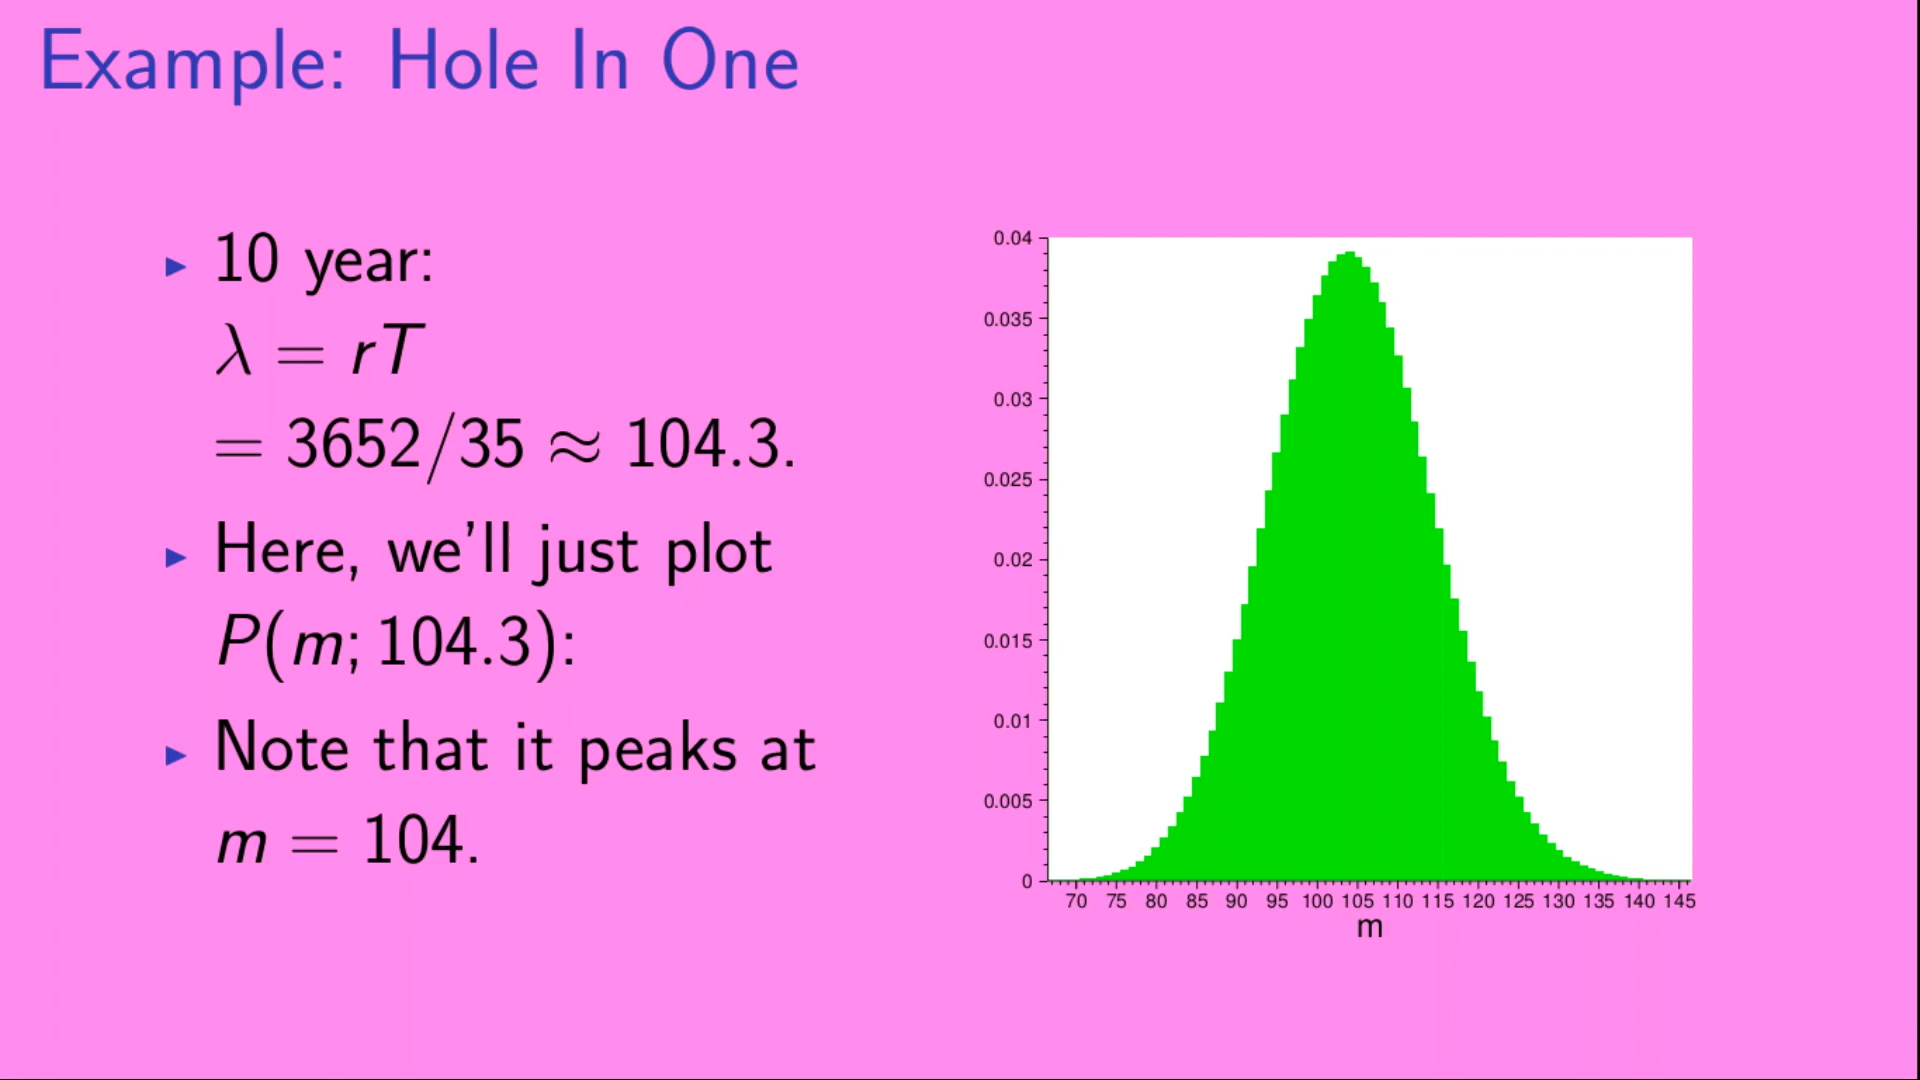 Example: Hole In One
▶ 10 year:
λ = rT
= 3652/35 ≈ 104.3.
▶ Here, we'll just plot
P(m; 104.3):
▶ Note that it peaks at
m = 104.
0.04
0.035
0.03
0.025
0.02
0.015
0.01
0.005
0
70 75 80 85 90 95 100 105 110 115 120 125 130 135 140 145
m